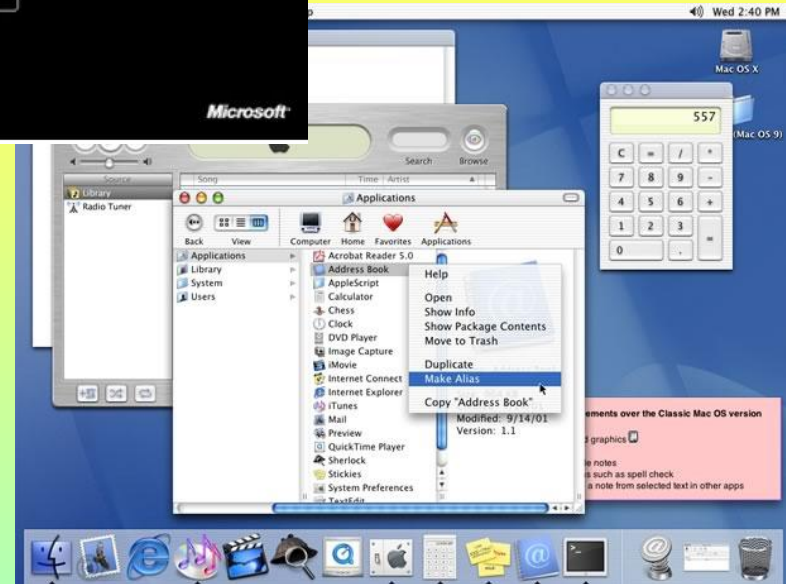 p
Wed 2:40 PM
Mac OS X
Microsoft
557
(Mac OS 9)
C = / *
7 8 9 -
4 5 6 +
1 2 3 =
0 .
Search
Browse
Source
Song Time Artist
Library
Radio Tuner
Applications
Back View Computer Home Favorites Applications
Applications
Library
System
Users
Acrobat Reader 5.0
Address Book
AppleScript
Calculator
Chess
Clock
DVD Player
Image Capture
iMovie
Internet Connect
Internet Explorer
iTunes
Mail
Preview
QuickTime Player
Sherlock
Stickies
System Preferences
TextEdit
Help
Open
Show Info
Show Package Contents
Move to Trash
Duplicate
Make Alias
Copy "Address Book"
Modified: 9/14/01
Version: 1.1
ements over the Classic Mac OS version
d graphics
le notes
s such as spell check
a note from selected text in other apps